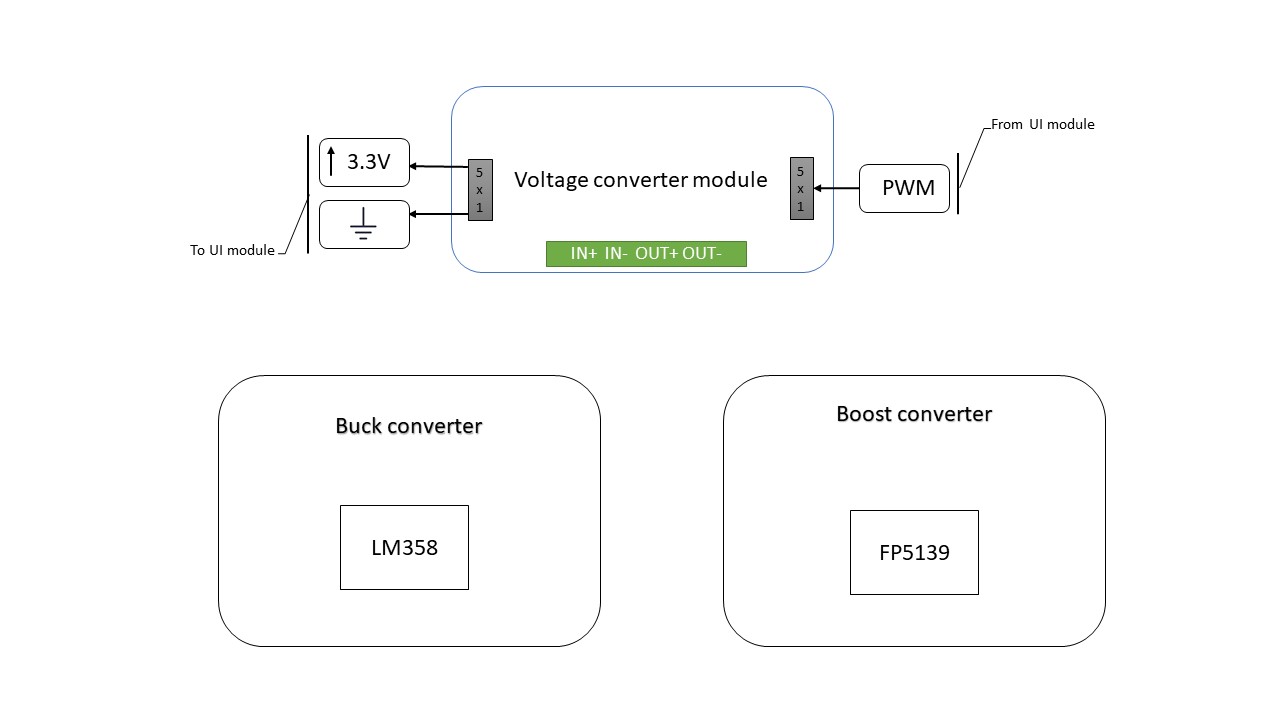 From UI module
3.3V
5
x
1
Voltage converter module
5
x
1
PWM
To UI module
IN+ IN- OUT+ OUT-
Buck converter
Boost converter
LM358
FP5139